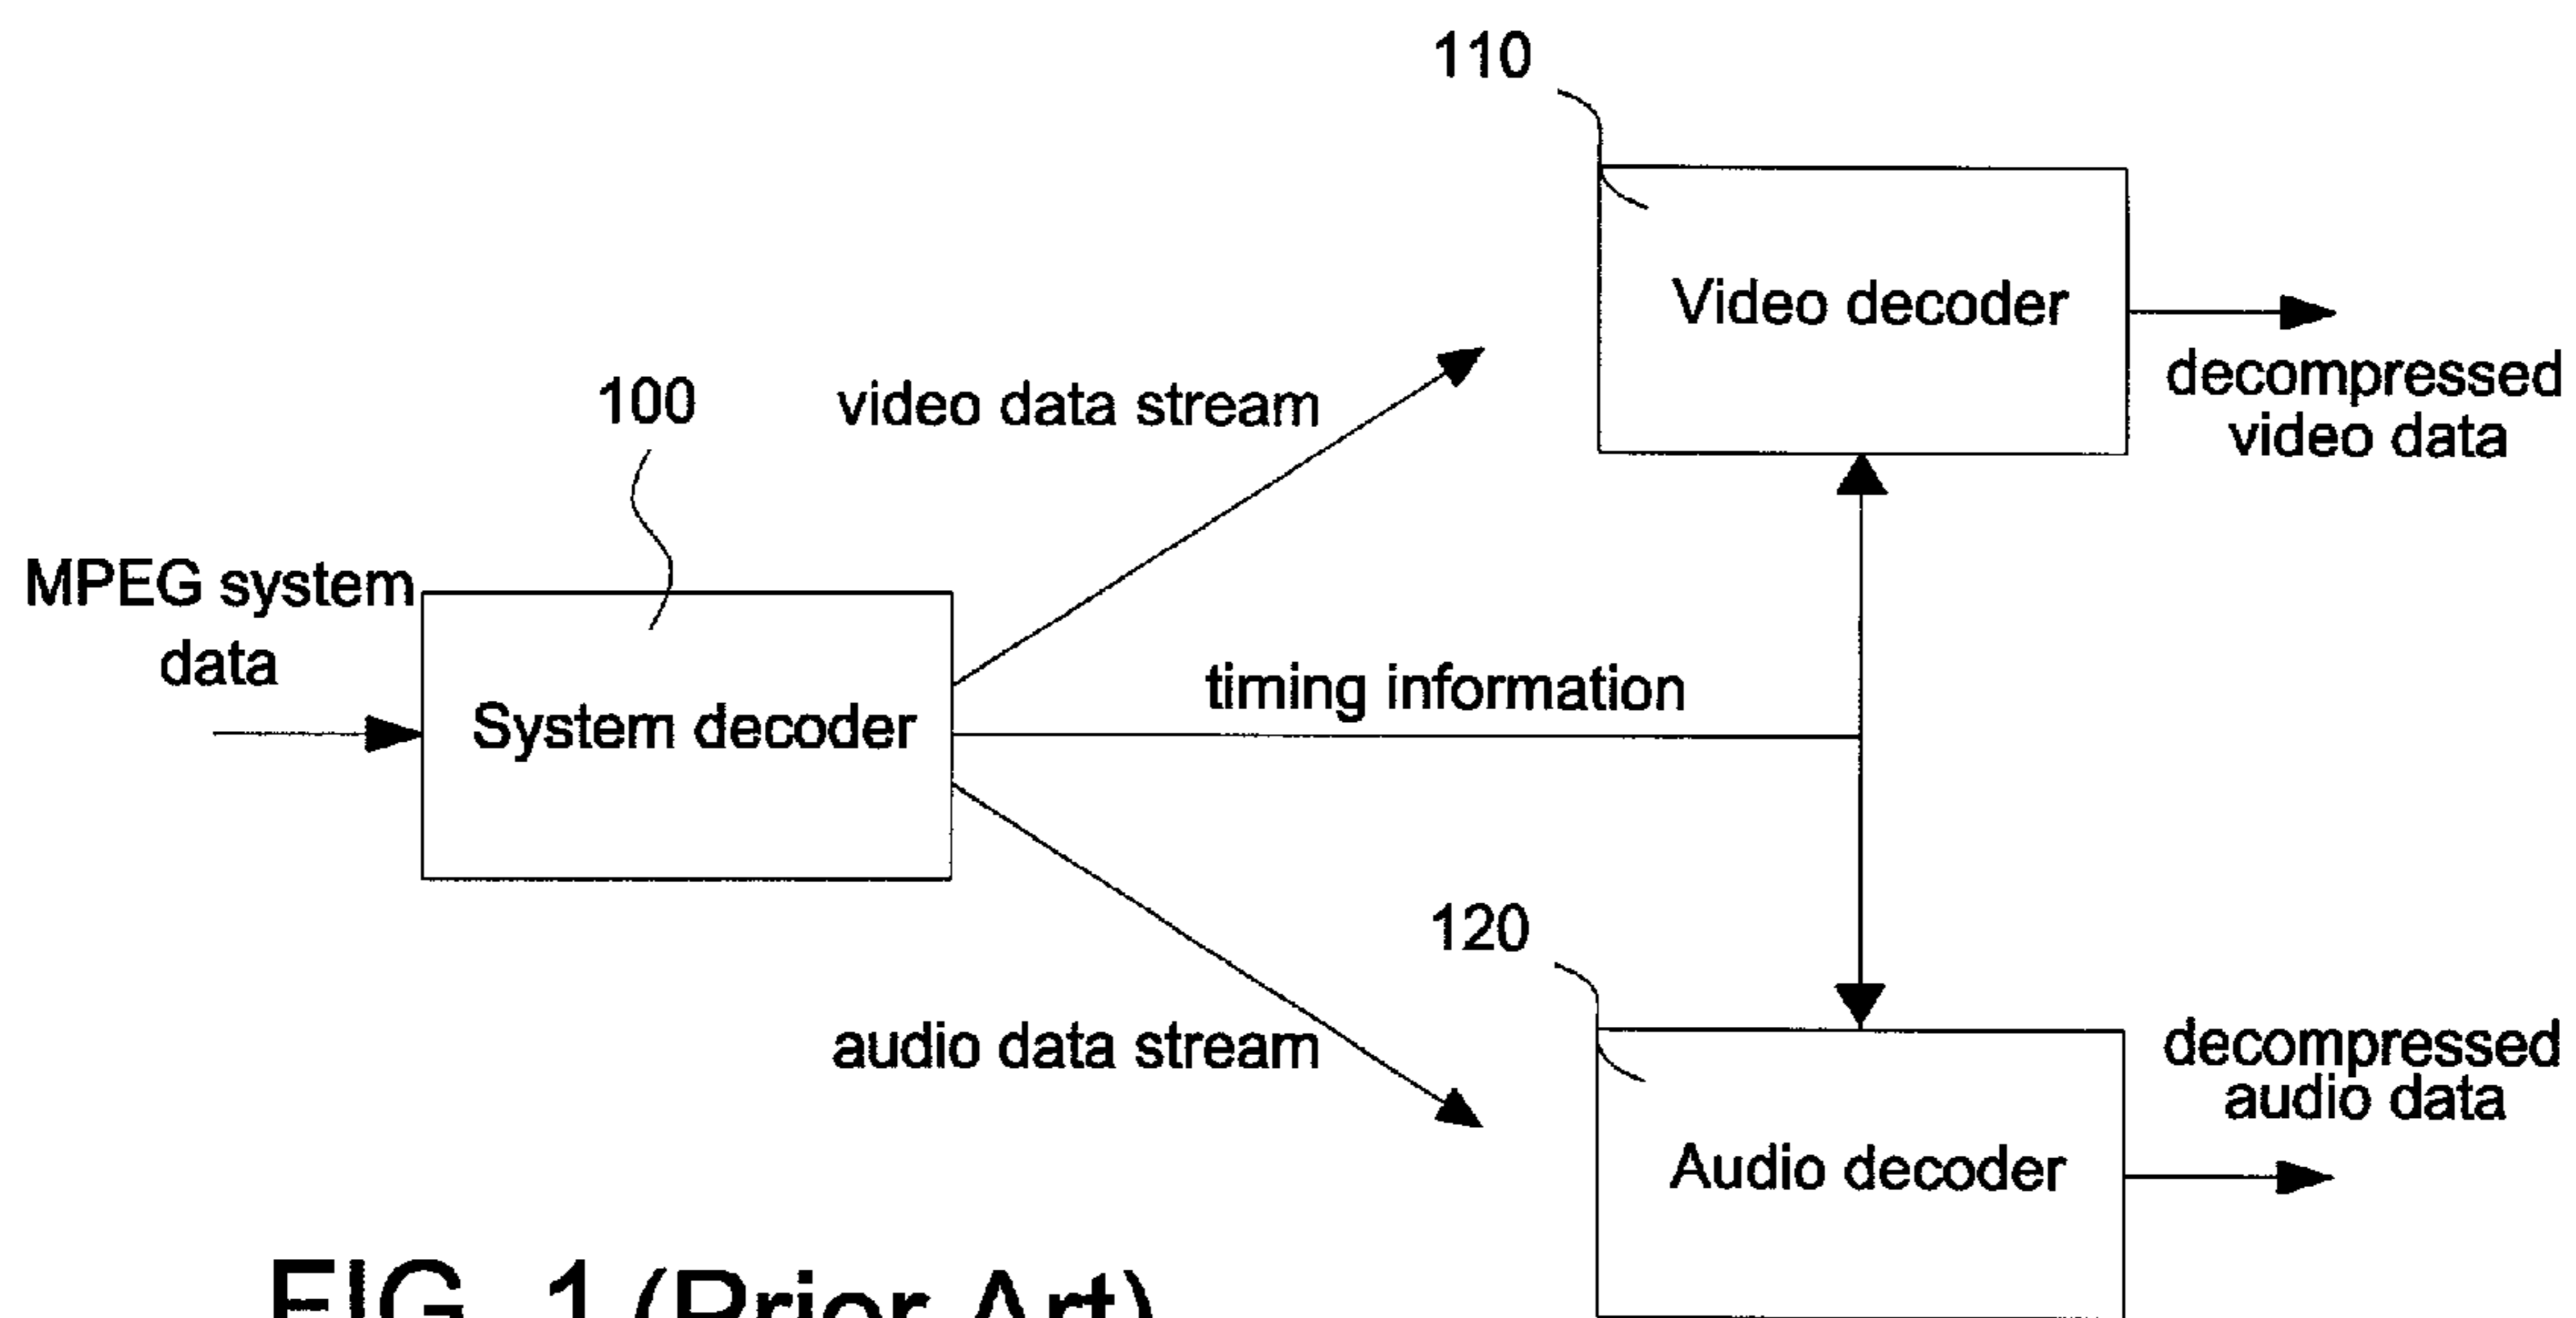 110
Video decoder
decompressed
video data
100
video data stream
MPEG system
data
System decoder
timing information
120
audio data stream
decompressed
audio data
Audio decoder
FIG. 1 (Prior Art)